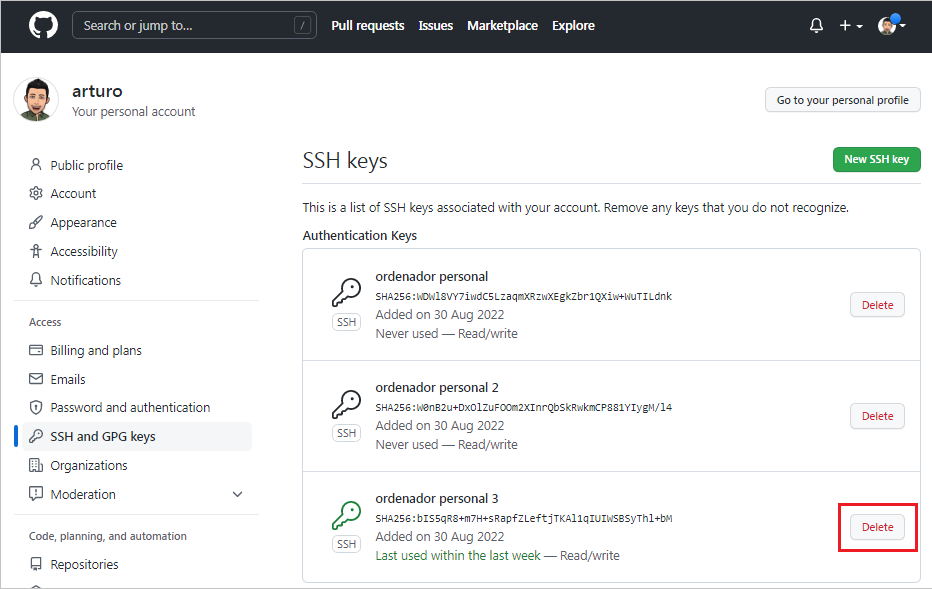 Search or jump to... /
Pull requests Issues Marketplace Explore
arturo
Your personal account
Go to your personal profile
Public profile
Account
Appearance
Accessibility
Notifications
Access
Billing and plans
Emails
Password and authentication
SSH and GPG keys
Organizations
Moderation
Code, planning, and automation
Repositories
SSH keys
New SSH key
This is a list of SSH keys associated with your account. Remove any keys that you do not recognize.
Authentication Keys
ordenador personal
SHA256:WDWl8VY7iwdC5LzaqmXRzwXEgkZbr1QXiw+WuTILdnk
Added on 30 Aug 2022
Never used — Read/write
SSH
Delete
ordenador personal 2
SHA256:W0nB2u+DxOlZuFOOm2XInrQbSkRwkmCP881YIygM/l4
Added on 30 Aug 2022
Never used — Read/write
SSH
Delete
ordenador personal 3
SHA256:bIS5qR8+m7H+sRapfZLeftjTKAl1qIUIWSBSyThl+bM
Added on 30 Aug 2022
Last used within the last week — Read/write
SSH
Delete